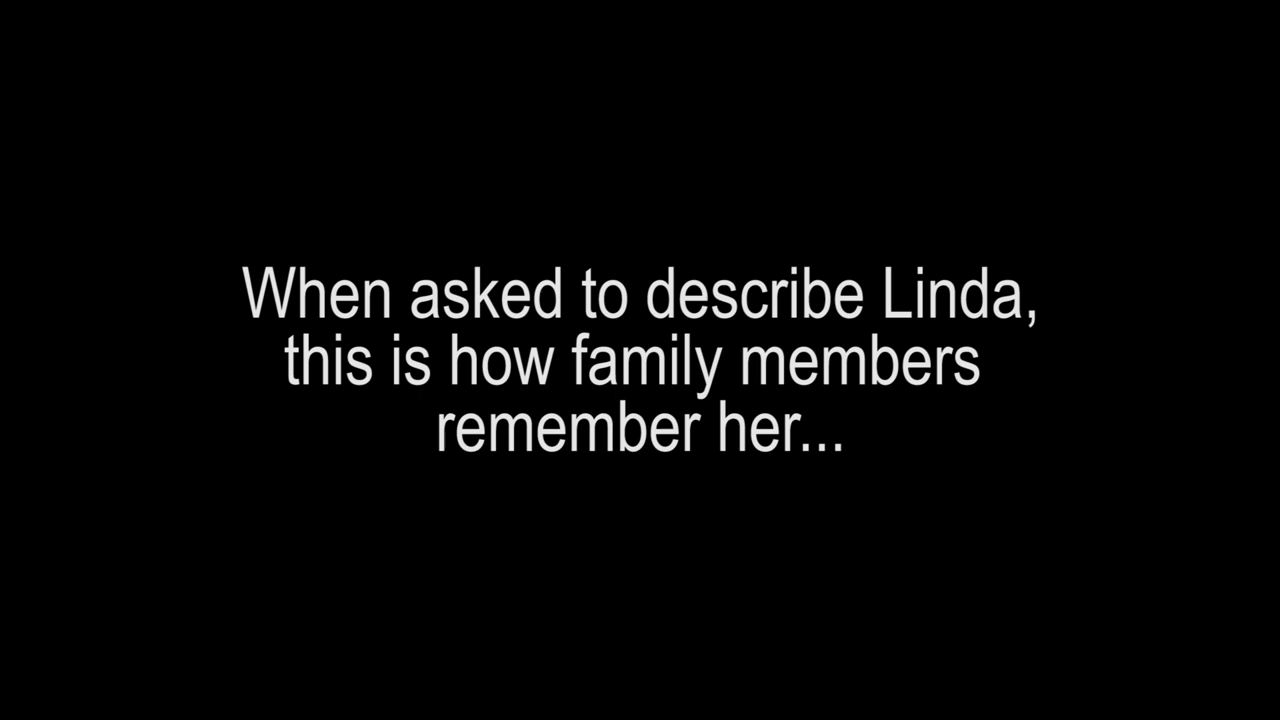 When asked to describe Linda,
this is how family members
remember her...